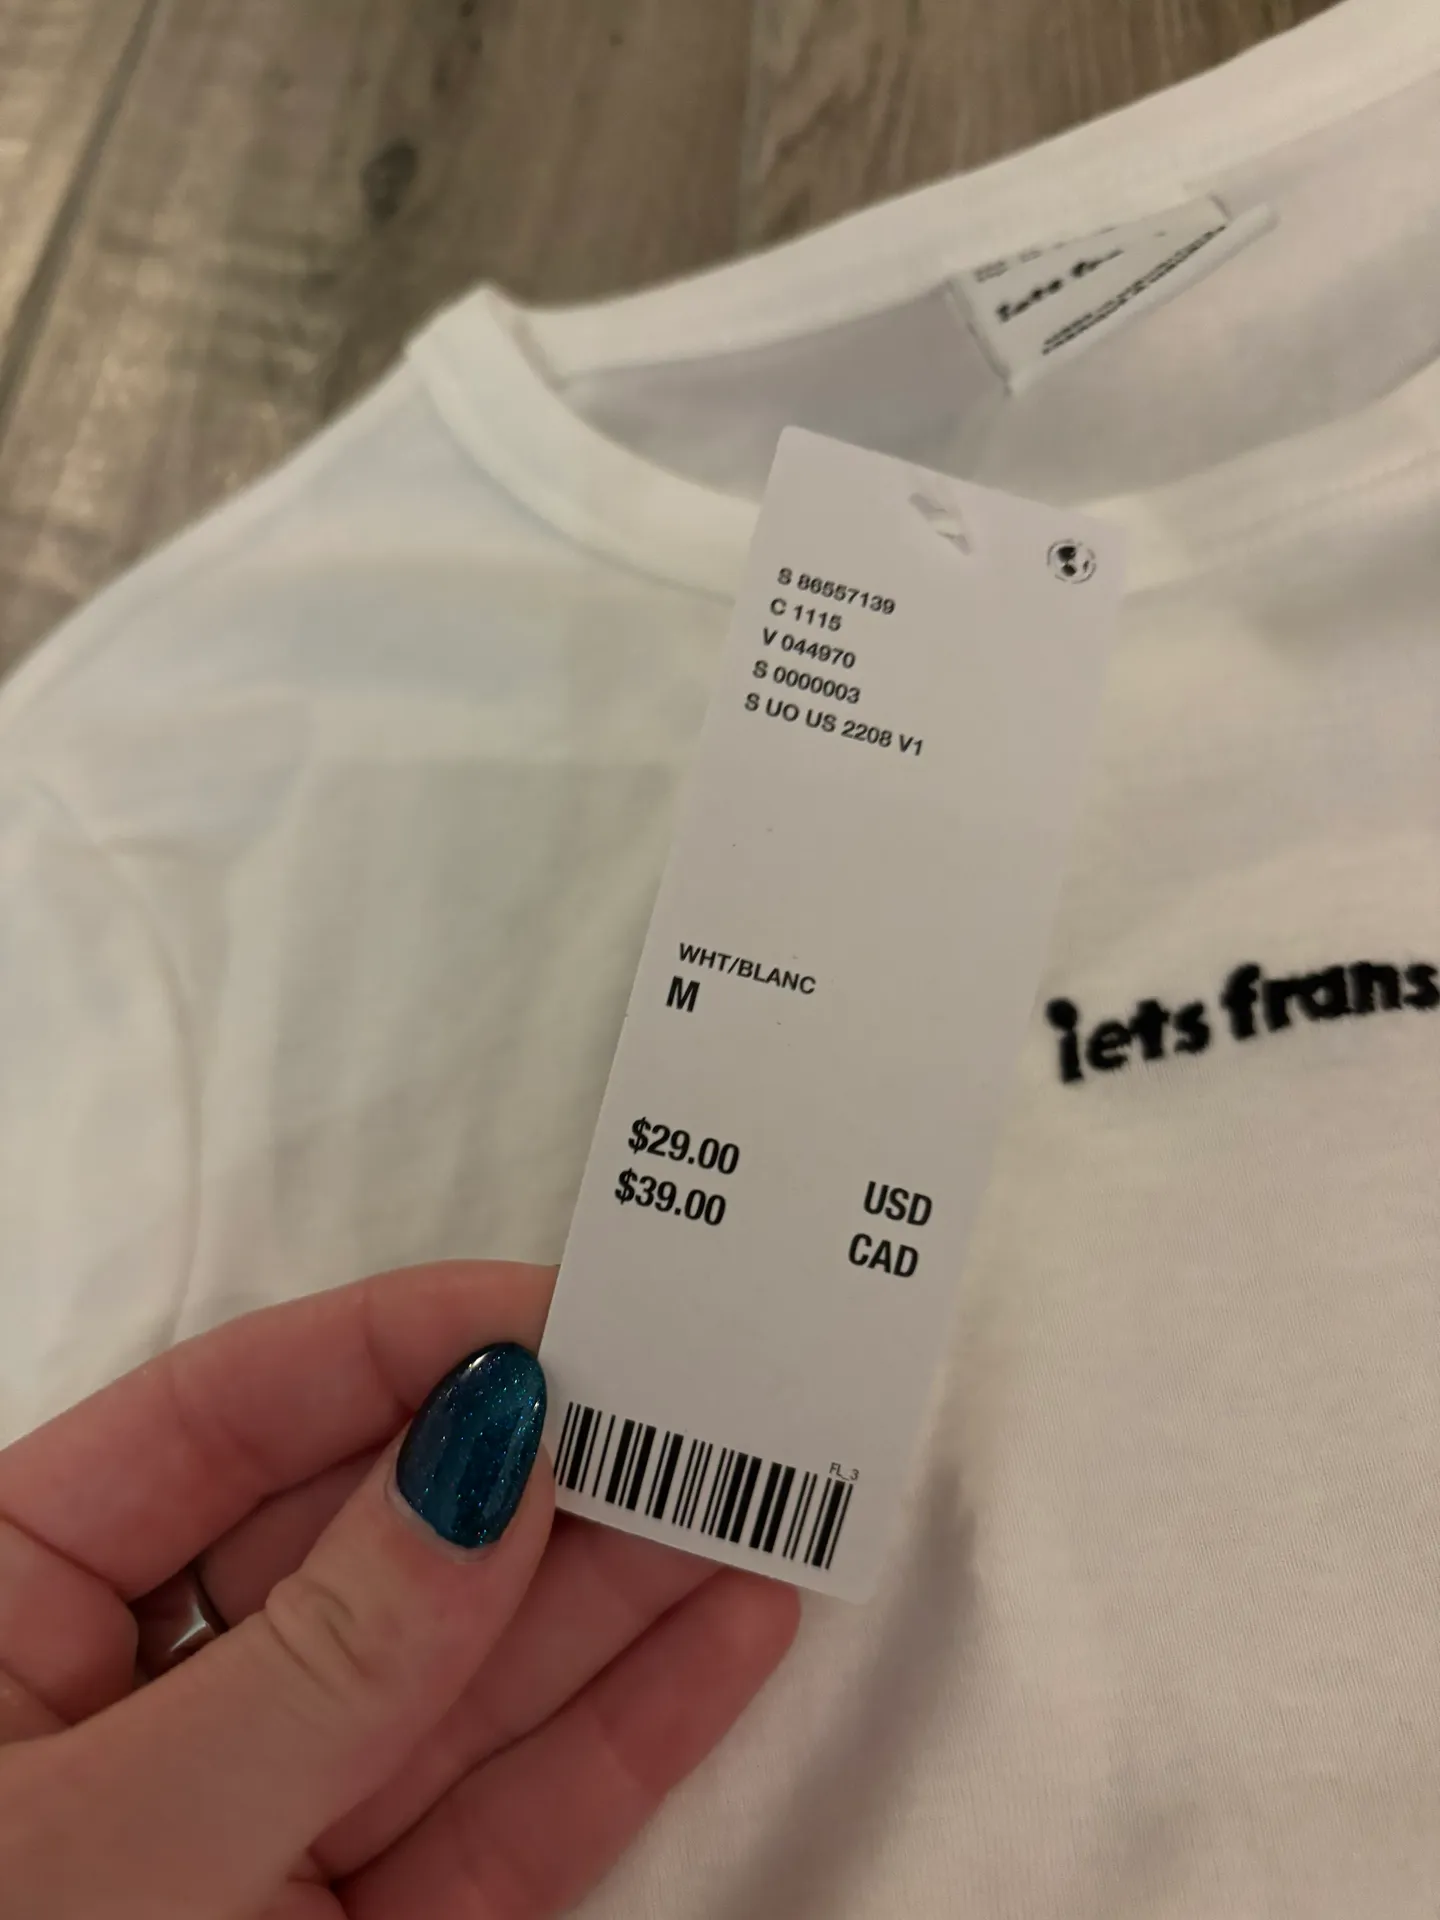 S 86557139
C 1115
V 044970
S 0000003
S UO US 2208 V1
WHT/BLANC
M
$29.00 USD
$39.00 CAD
FL_3
iets frans